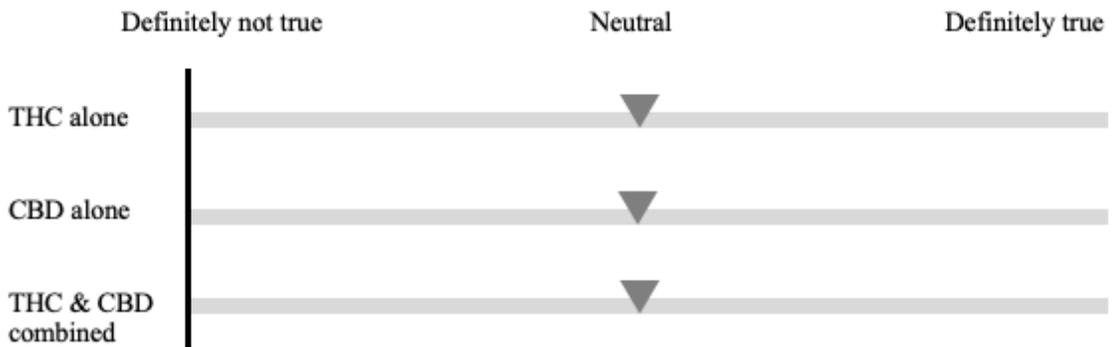 Definitely not true Neutral Definitely true
THC alone
CBD alone
THC & CBD
combined